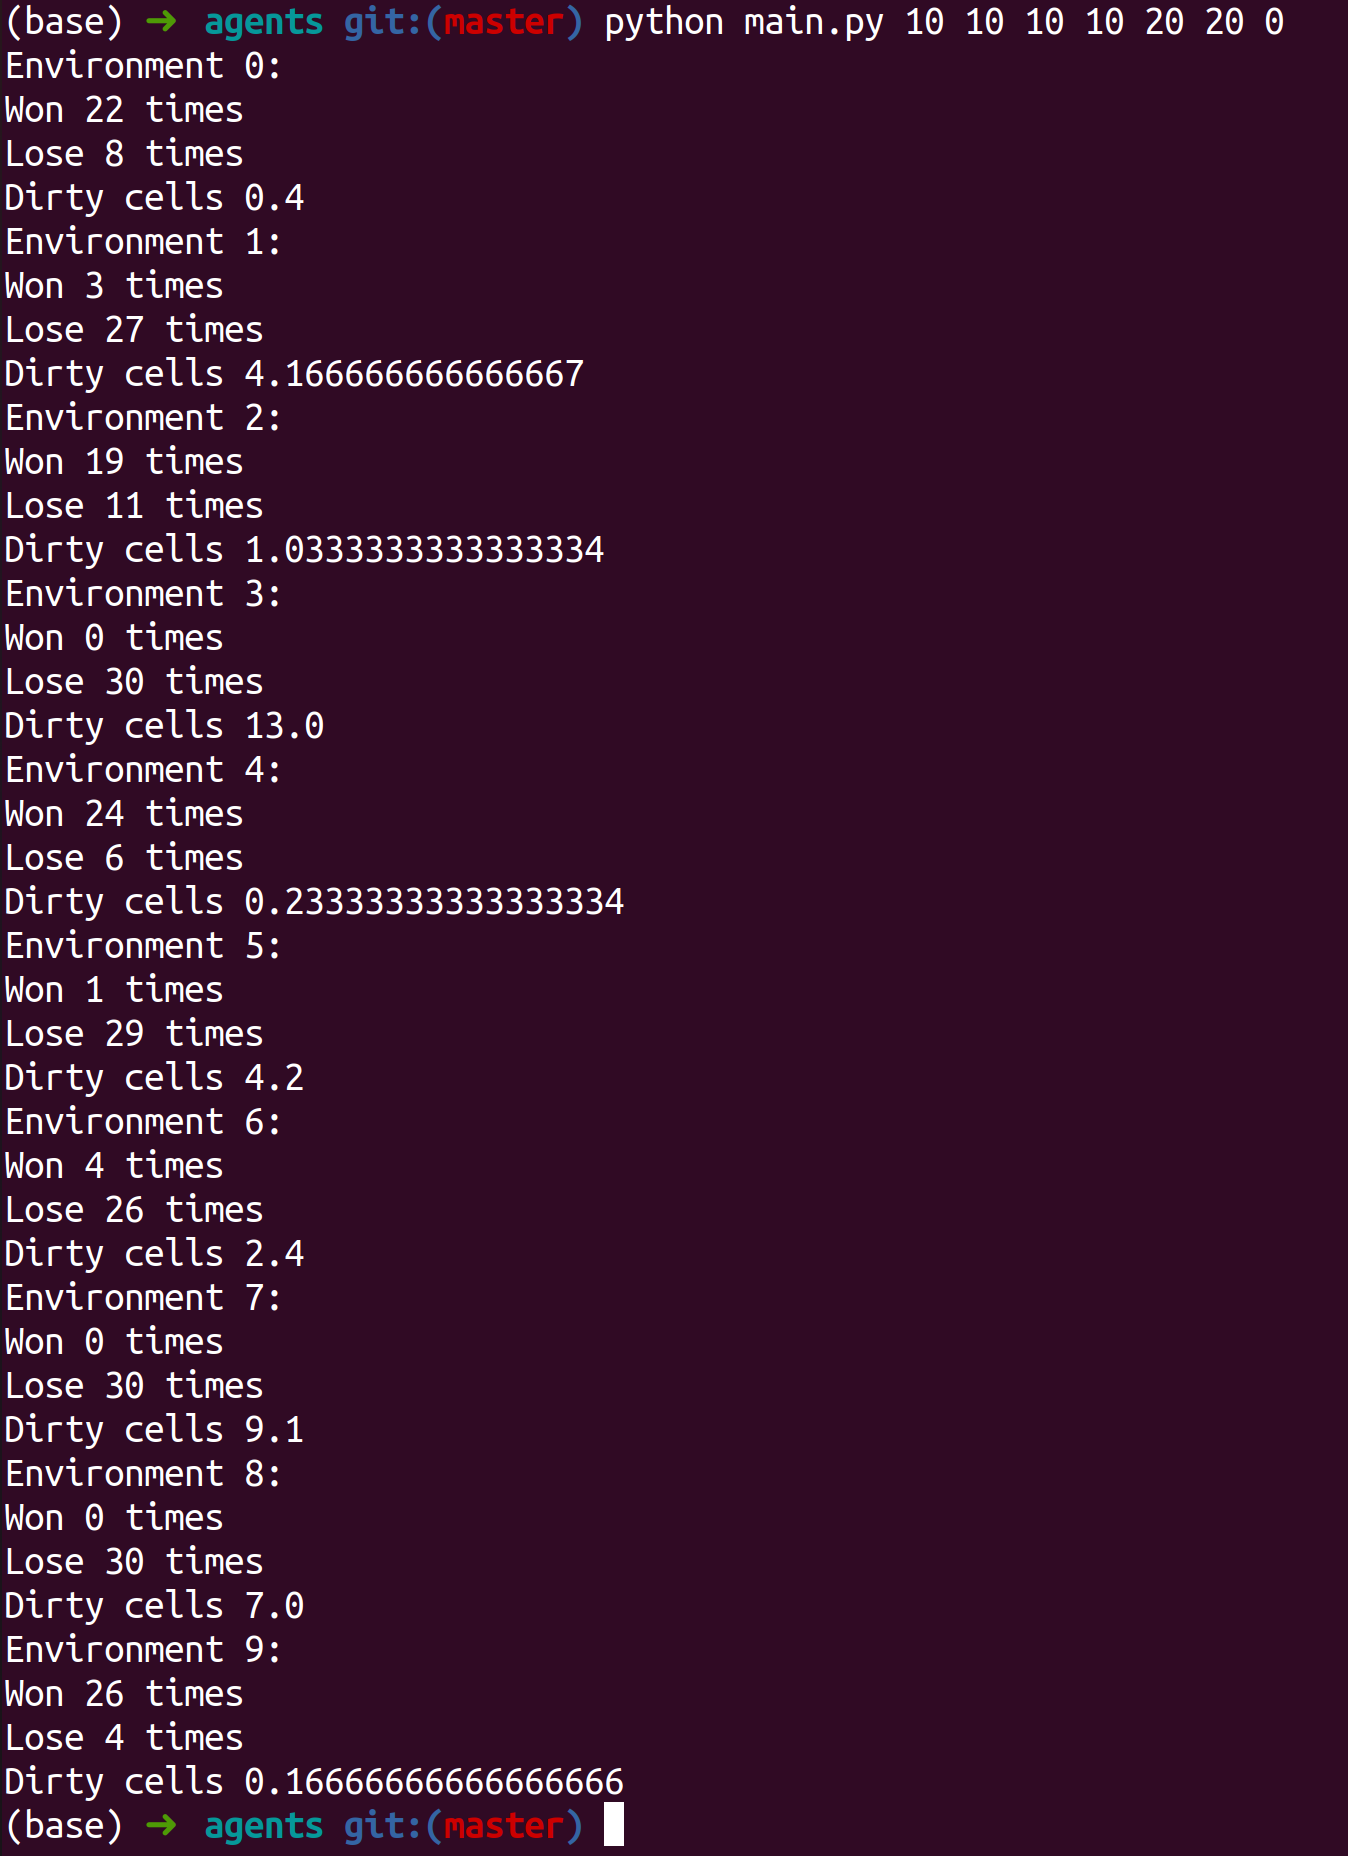 (base) ➜ agents git:(master) python main.py 10 10 10 10 20 20 0
Environment 0:
Won 22 times
Lose 8 times
Dirty cells 0.4
Environment 1:
Won 3 times
Lose 27 times
Dirty cells 4.166666666666667
Environment 2:
Won 19 times
Lose 11 times
Dirty cells 1.0333333333333334
Environment 3:
Won 0 times
Lose 30 times
Dirty cells 13.0
Environment 4:
Won 24 times
Lose 6 times
Dirty cells 0.23333333333333334
Environment 5:
Won 1 times
Lose 29 times
Dirty cells 4.2
Environment 6:
Won 4 times
Lose 26 times
Dirty cells 2.4
Environment 7:
Won 0 times
Lose 30 times
Dirty cells 9.1
Environment 8:
Won 0 times
Lose 30 times
Dirty cells 7.0
Environment 9:
Won 26 times
Lose 4 times
Dirty cells 0.16666666666666666
(base) ➜ agents git:(master)